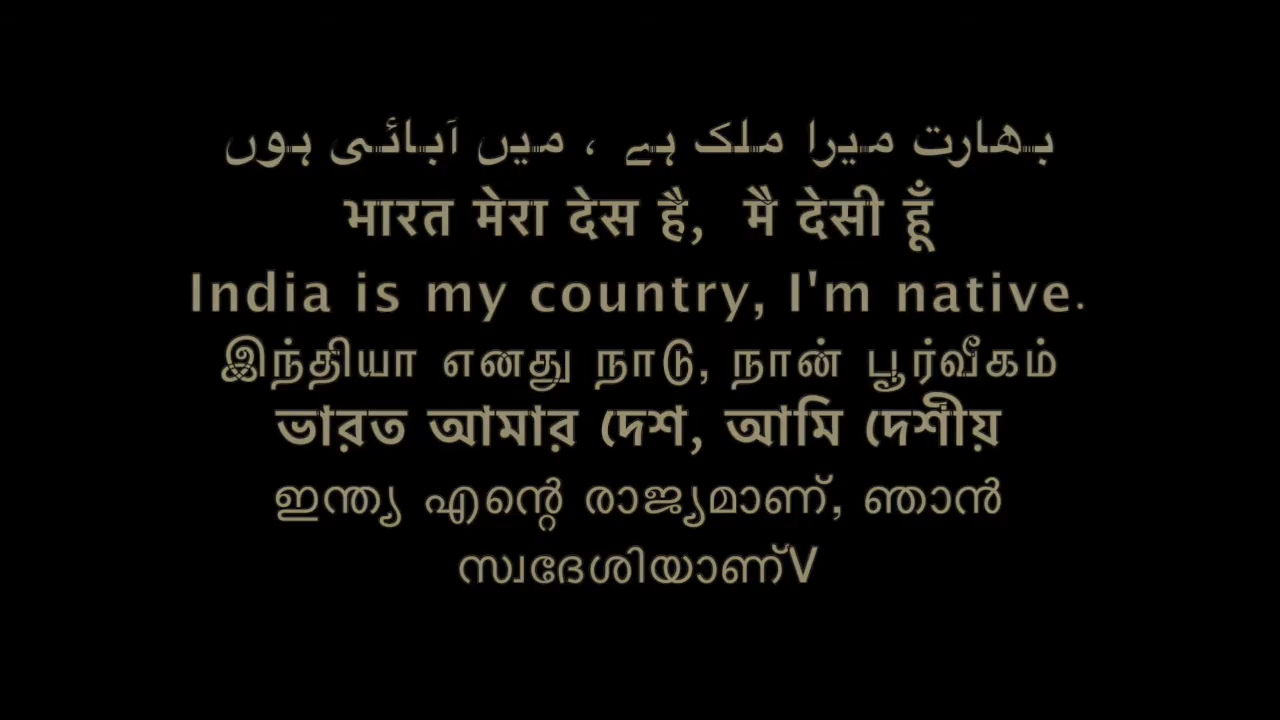 بھارت میرا ملک ہے ، میں آبائی ہوں
भारत मेरा देस है, मै देसी हूँ
India is my country, I'm native.
இந்தியா எனது நாடு, நான் பூர்வீகம்
ভারত আমার দেশ, আমি দেশীয়
ഇന്ത്യ എന്റെ രാജ്യമാണ്, ഞാൻ
സ്വദേശിയാണ്V